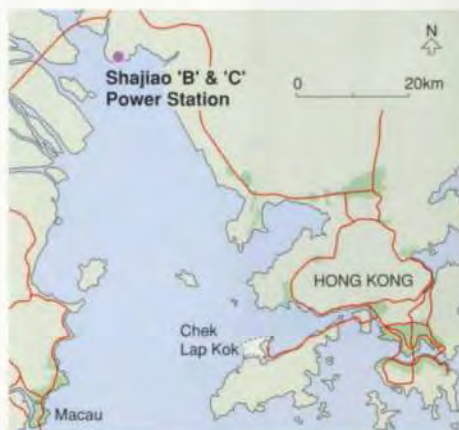 N
Shajiao 'B' & 'C'
Power Station
0 20km
HONG KONG
Chek
Lap Kok
Macau